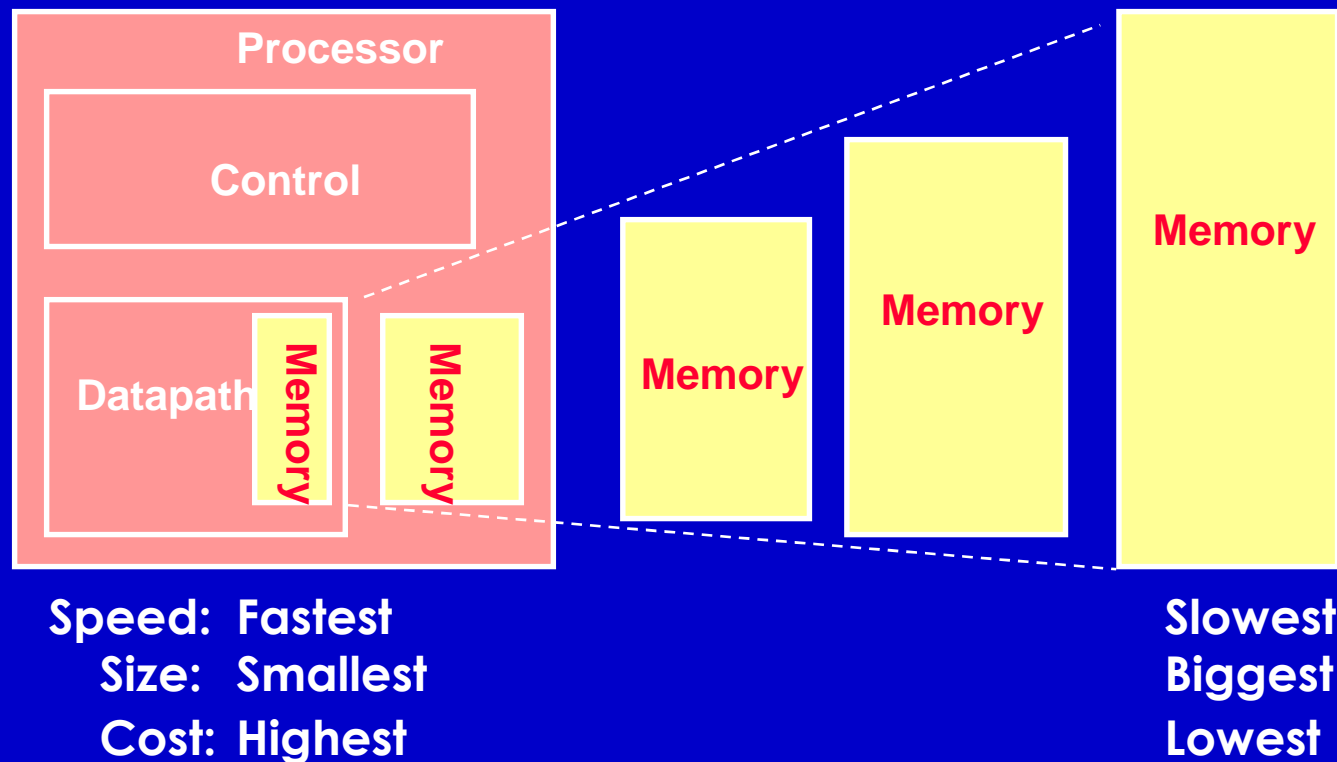 Processor
Control
Datapath
Memory
Memory
Memory
Memory
Memory
Speed: Fastest
Slowest
Size: Smallest
Biggest
Cost: Highest
Lowest